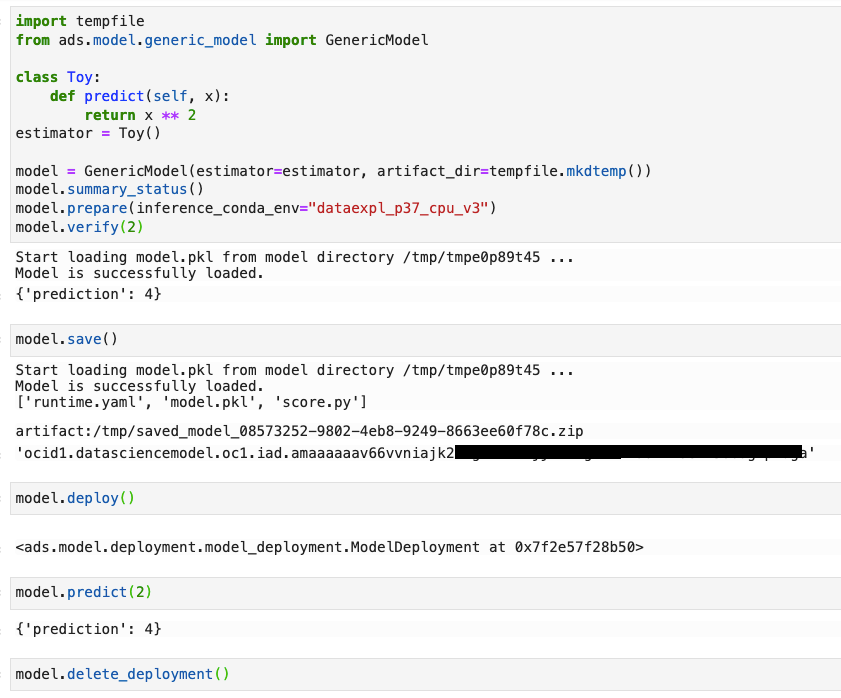 import tempfile
from ads.model.generic_model import GenericModel
class Toy:
    def predict(self, x):
        return x ** 2
estimator = Toy()
model = GenericModel(estimator=estimator, artifact_dir=tempfile.mkdtemp())
model.summary_status()
model.prepare(inference_conda_env="dataexpl_p37_cpu_v3")
model.verify(2)
Start loading model.pkl from model directory /tmp/tmpe0p89t45 ...
Model is successfully loaded.
{'prediction': 4}
model.save()
Start loading model.pkl from model directory /tmp/tmpe0p89t45 ...
Model is successfully loaded.
['runtime.yaml', 'model.pkl', 'score.py']
artifact:/tmp/saved_model_08573252-9802-4eb8-9249-8663ee60f78c.zip
'ocid1.datasciencemodel.oc1.iad.amaaaaaav66vvniajk2
model.deploy()
<ads.model.deployment.model_deployment.ModelDeployment at 0x7f2e57f28b50>
model.predict(2)
{'prediction': 4}
model.delete_deployment()